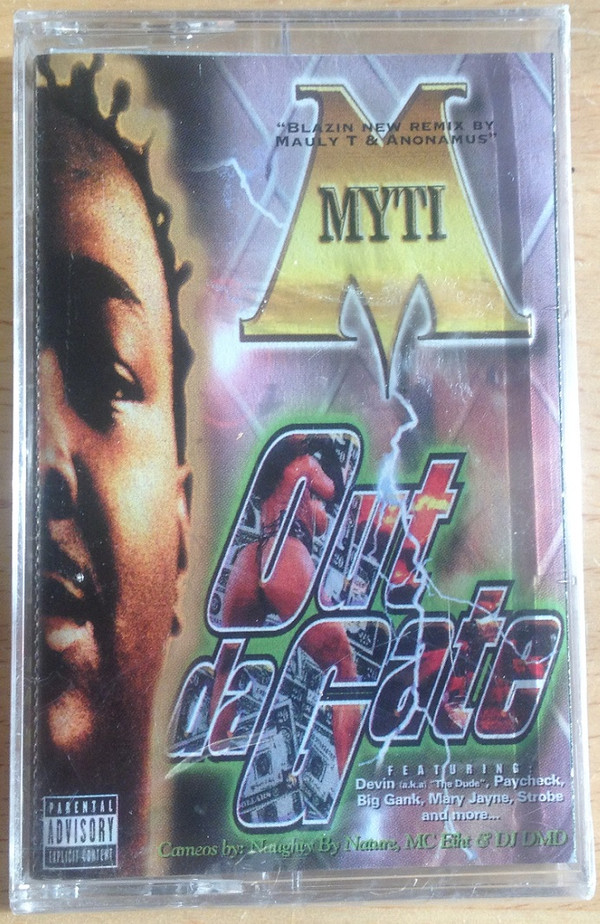 "BLAZIN NEW REMIX BY
MAULY T & ANONAMUS"
MYTI
Out
da Gate
FEATURING:
Devin (a.k.a) "The Dude", Paycheck,
Big Gank, Mary Jayne, Strobe
and more...
Cameos by: Naughty By Nature, MC Eiht & DJ DMD
PARENTAL
ADVISORY
EXPLICIT CONTENT